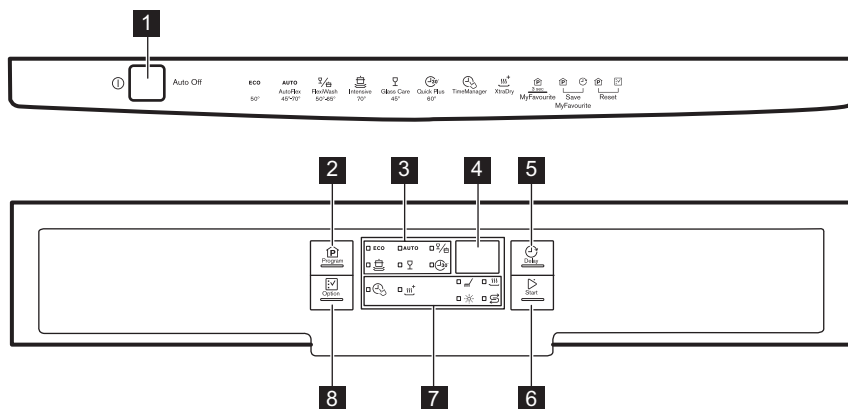 1
Auto Off
ECO AUTO
AutoFlex FlexiWash Intensive Glass Care Quick Plus TimeManager XtraDry
50° 45°-70° 50°-65° 70° 45° 60°
P P P
3 sec.
MyFavourite Save Reset
MyFavourite
2 3 4 5
P ECO AUTO
Program 30' Delay
Option Start
8 7 6